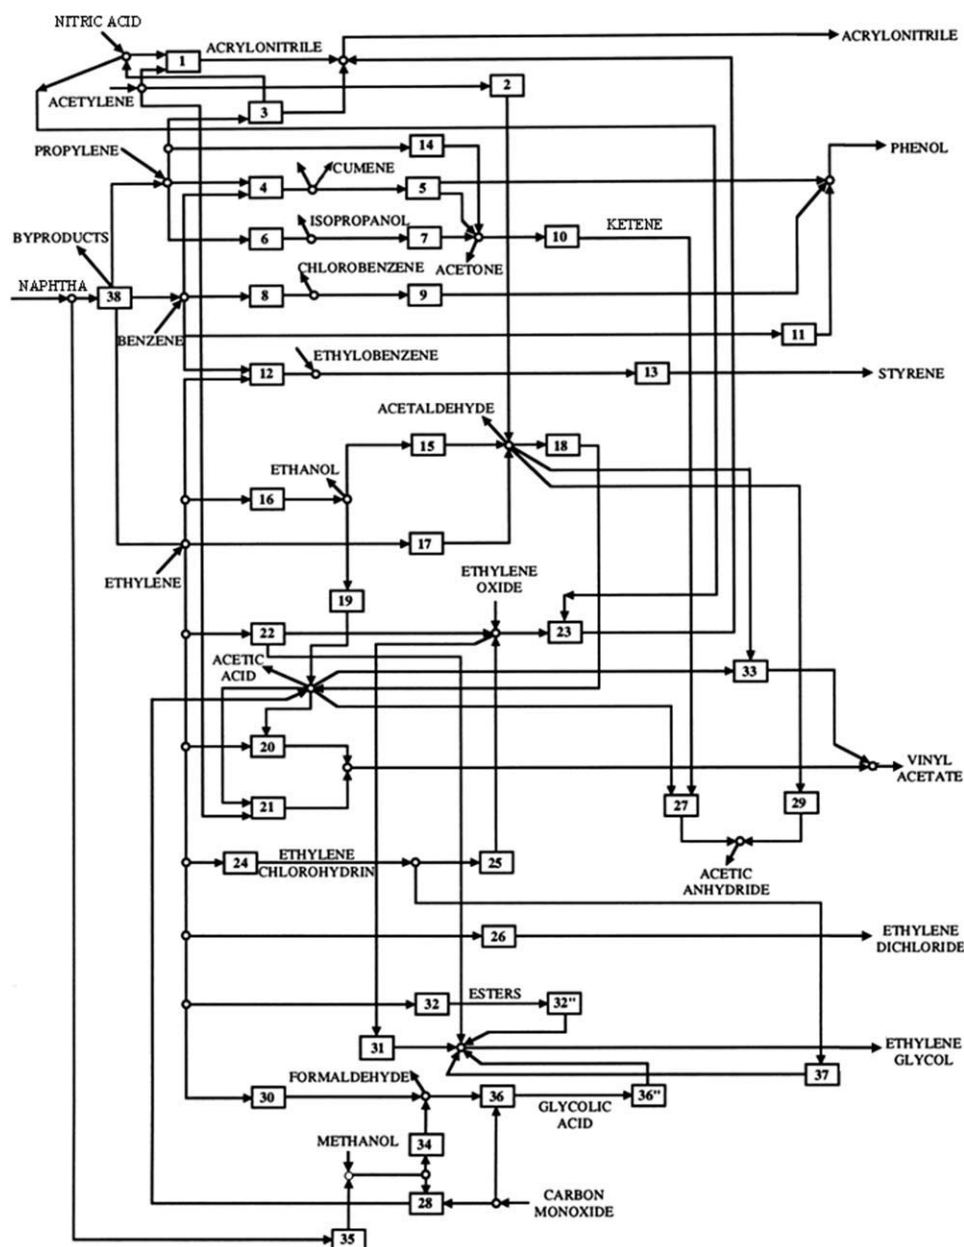 NITRIC ACID
ACRYLONITRILE
ACRYLONITRILE
1
2
ACETYLENE
3
PROPYLENE
14
PHENOL
CUMENE
4
5
BYPRODUCTS
ISOPROPANOL
KETENE
6
7
10
ACETONE
CHLOROBENZENE
NAPHTHA
38
8
9
BENZENE
11
ETHYLOBENZENE
12
13
STYRENE
ACETALDEHYDE
15
18
ETHANOL
16
17
ETHYLENE
ETHYLENE
OXIDE
19
22
23
ACETIC
ACID
33
20
VINYL
ACETATE
21
27
29
24
ETHYLENE
CHLOROHYDRIN
25
ACETIC
ANHYDRIDE
26
ETHYLENE
DICHLORIDE
32
ESTERS
32"
31
ETHYLENE
GLYCOL
37
FORMALDEHYDE
30
36
36"
GLYCOLIC
ACID
METHANOL
34
28
CARBON
MONOXIDE
35